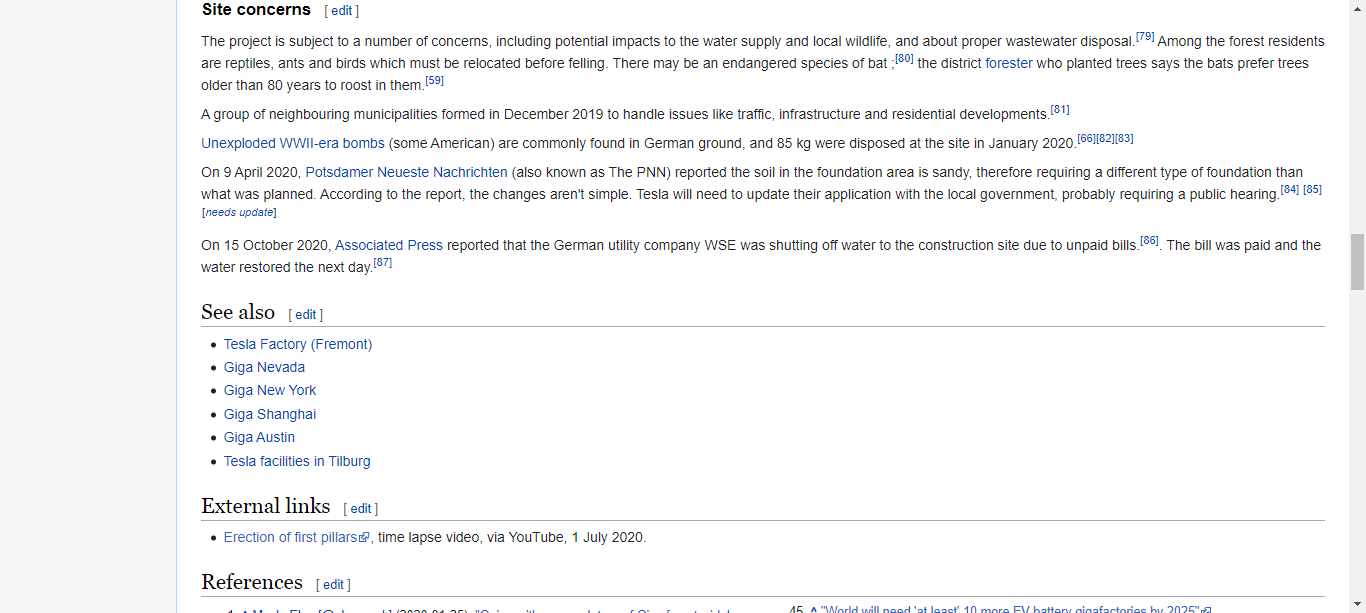 Site concerns [ edit ]
The project is subject to a number of concerns, including potential impacts to the water supply and local wildlife, and about proper wastewater disposal.[79] Among the forest residents
are reptiles, ants and birds which must be relocated before felling. There may be an endangered species of bat ;[80] the district forester who planted trees says the bats prefer trees
older than 80 years to roost in them.[59]
A group of neighbouring municipalities formed in December 2019 to handle issues like traffic, infrastructure and residential developments.[81]
Unexploded WWII-era bombs (some American) are commonly found in German ground, and 85 kg were disposed at the site in January 2020.[66][82][83]
On 9 April 2020, Potsdamer Neueste Nachrichten (also known as The PNN) reported the soil in the foundation area is sandy, therefore requiring a different type of foundation than
what was planned. According to the report, the changes aren't simple. Tesla will need to update their application with the local government, probably requiring a public hearing.[84] [85]
[needs update]
On 15 October 2020, Associated Press reported that the German utility company WSE was shutting off water to the construction site due to unpaid bills.[86]. The bill was paid and the
water restored the next day.[87]
See also [ edit ]
• Tesla Factory (Fremont)
• Giga Nevada
• Giga New York
• Giga Shanghai
• Giga Austin
• Tesla facilities in Tilburg
External links [ edit ]
• Erection of first pillars, time lapse video, via YouTube, 1 July 2020.
References [ edit ]
45. ^ "World will need 'at least' 10 more EV battery gigafactories by 2025"